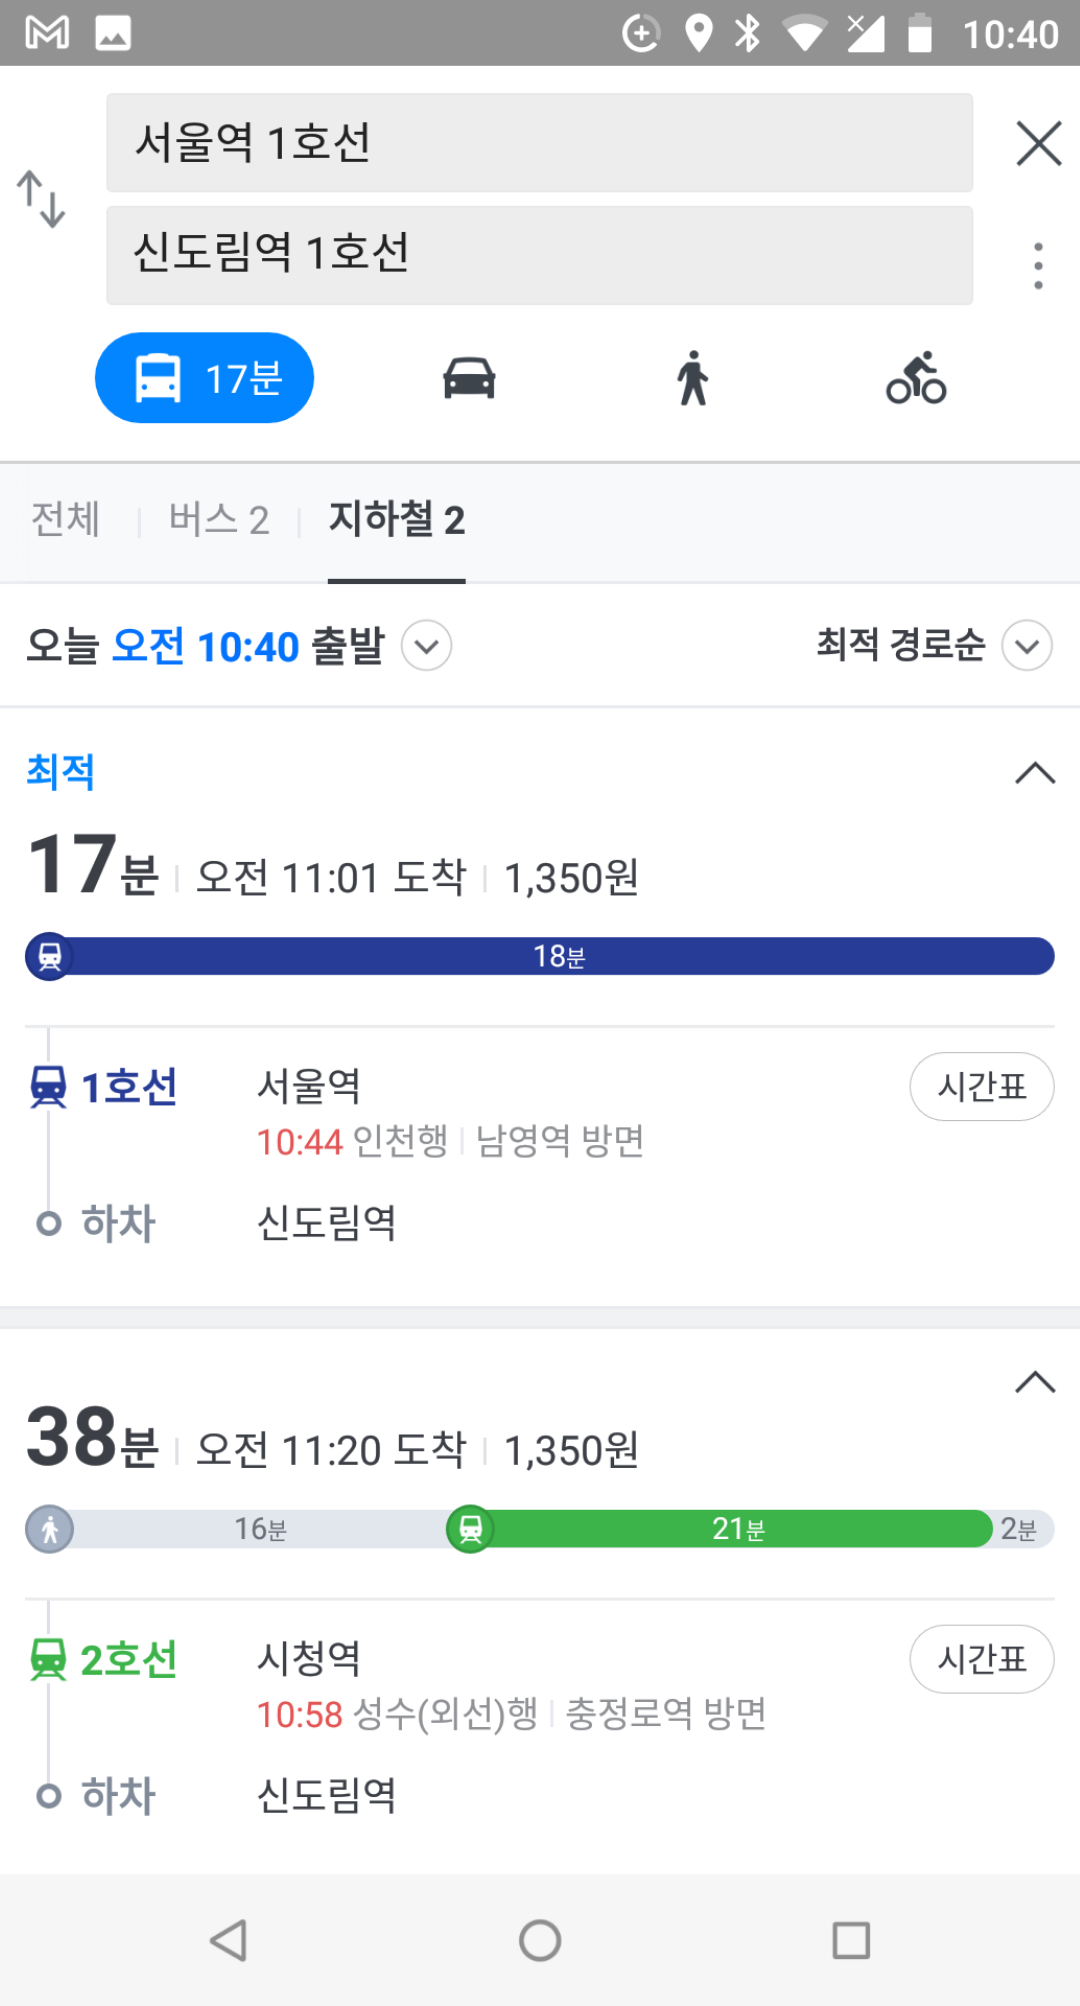 10:40
서울역 1호선
신도림역 1호선
17분
전체 버스 2 지하철 2
오늘 오전 10:40 출발 최적 경로순
최적
17분 오전 11:01 도착 1,350원
18분
1호선 서울역 시간표
10:44 인천행 남영역 방면
하차 신도림역
38분 오전 11:20 도착 1,350원
16분 21분 2분
2호선 시청역 시간표
10:58 성수(외선)행 충정로역 방면
하차 신도림역